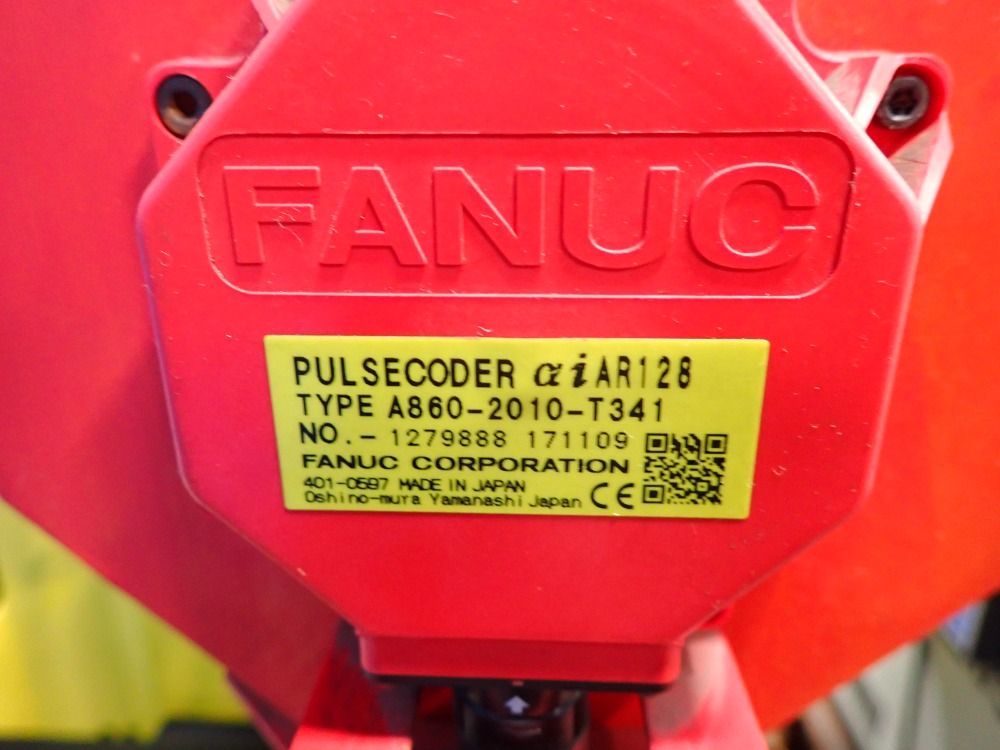 FANUC
PULSECODER αiAR128
TYPE A860-2010-T341
NO.- 1279888 171109
FANUC CORPORATION
401-0597 MADE IN JAPAN
Oshino-mura Yamanashi Japan CE